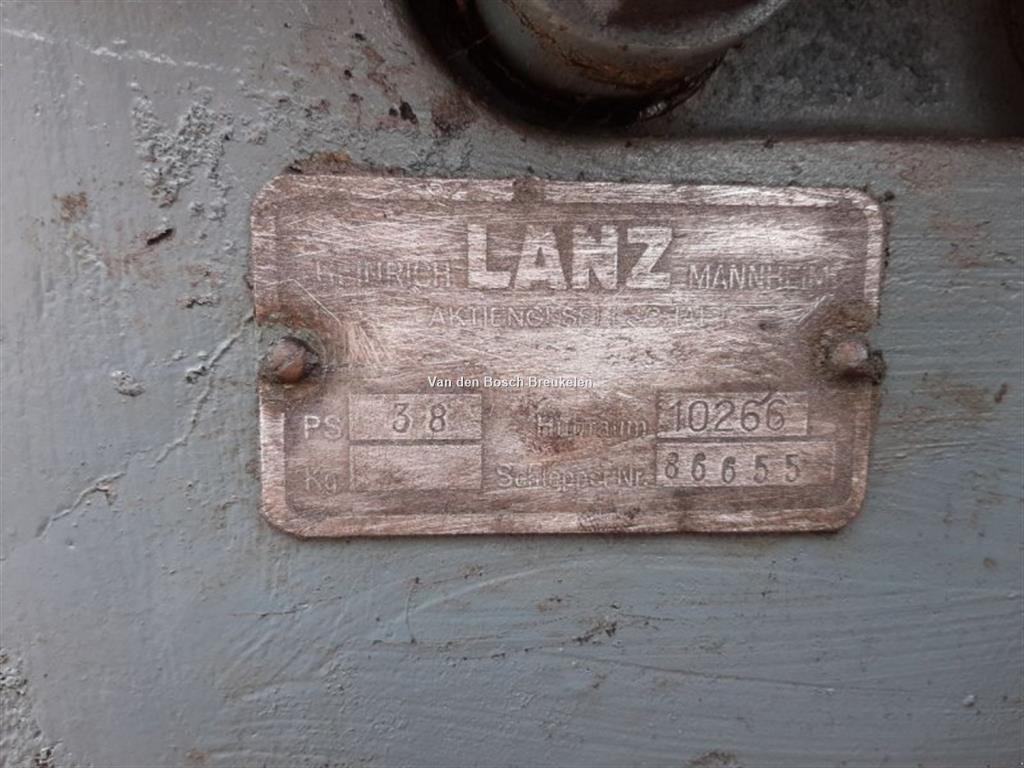 HEINRICH LANZ MANNHEIM
AKTIENGESELLSCHAFT
Van den Bosch Breukelen
PS 38 Hubraum 10266
Kg Schlepper Nr. 86655